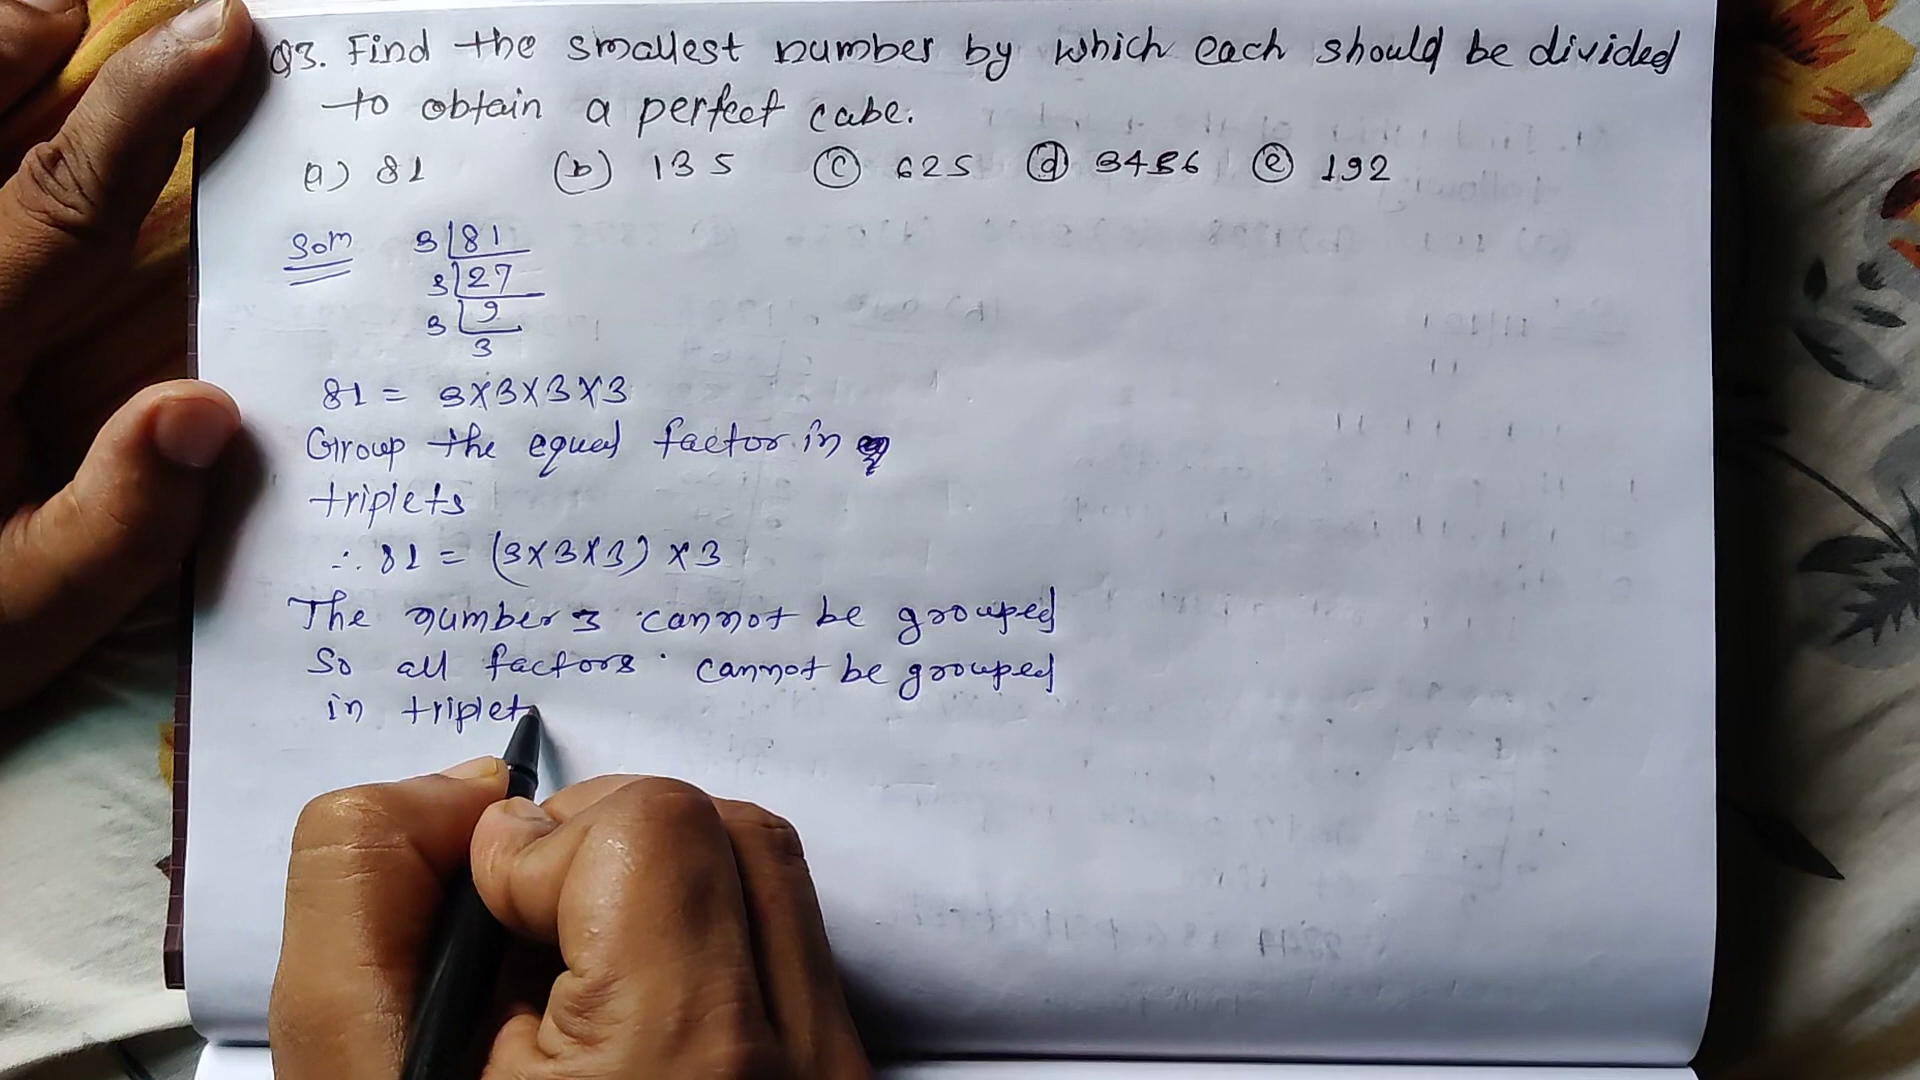 Q3. Find the smallest number by which each should be divided
to obtain a perfect cube.
(a) 81 (b) 135 (c) 625 (d) 3456 (e) 192
Soln
3 | 81
3 | 27
3 | 9
3
81 = 3×3×3×3
Group the equal factor in
triplets
∴ 81 = (3×3×3) ×3
The number 3 cannot be grouped
So all factors cannot be grouped
in triplet